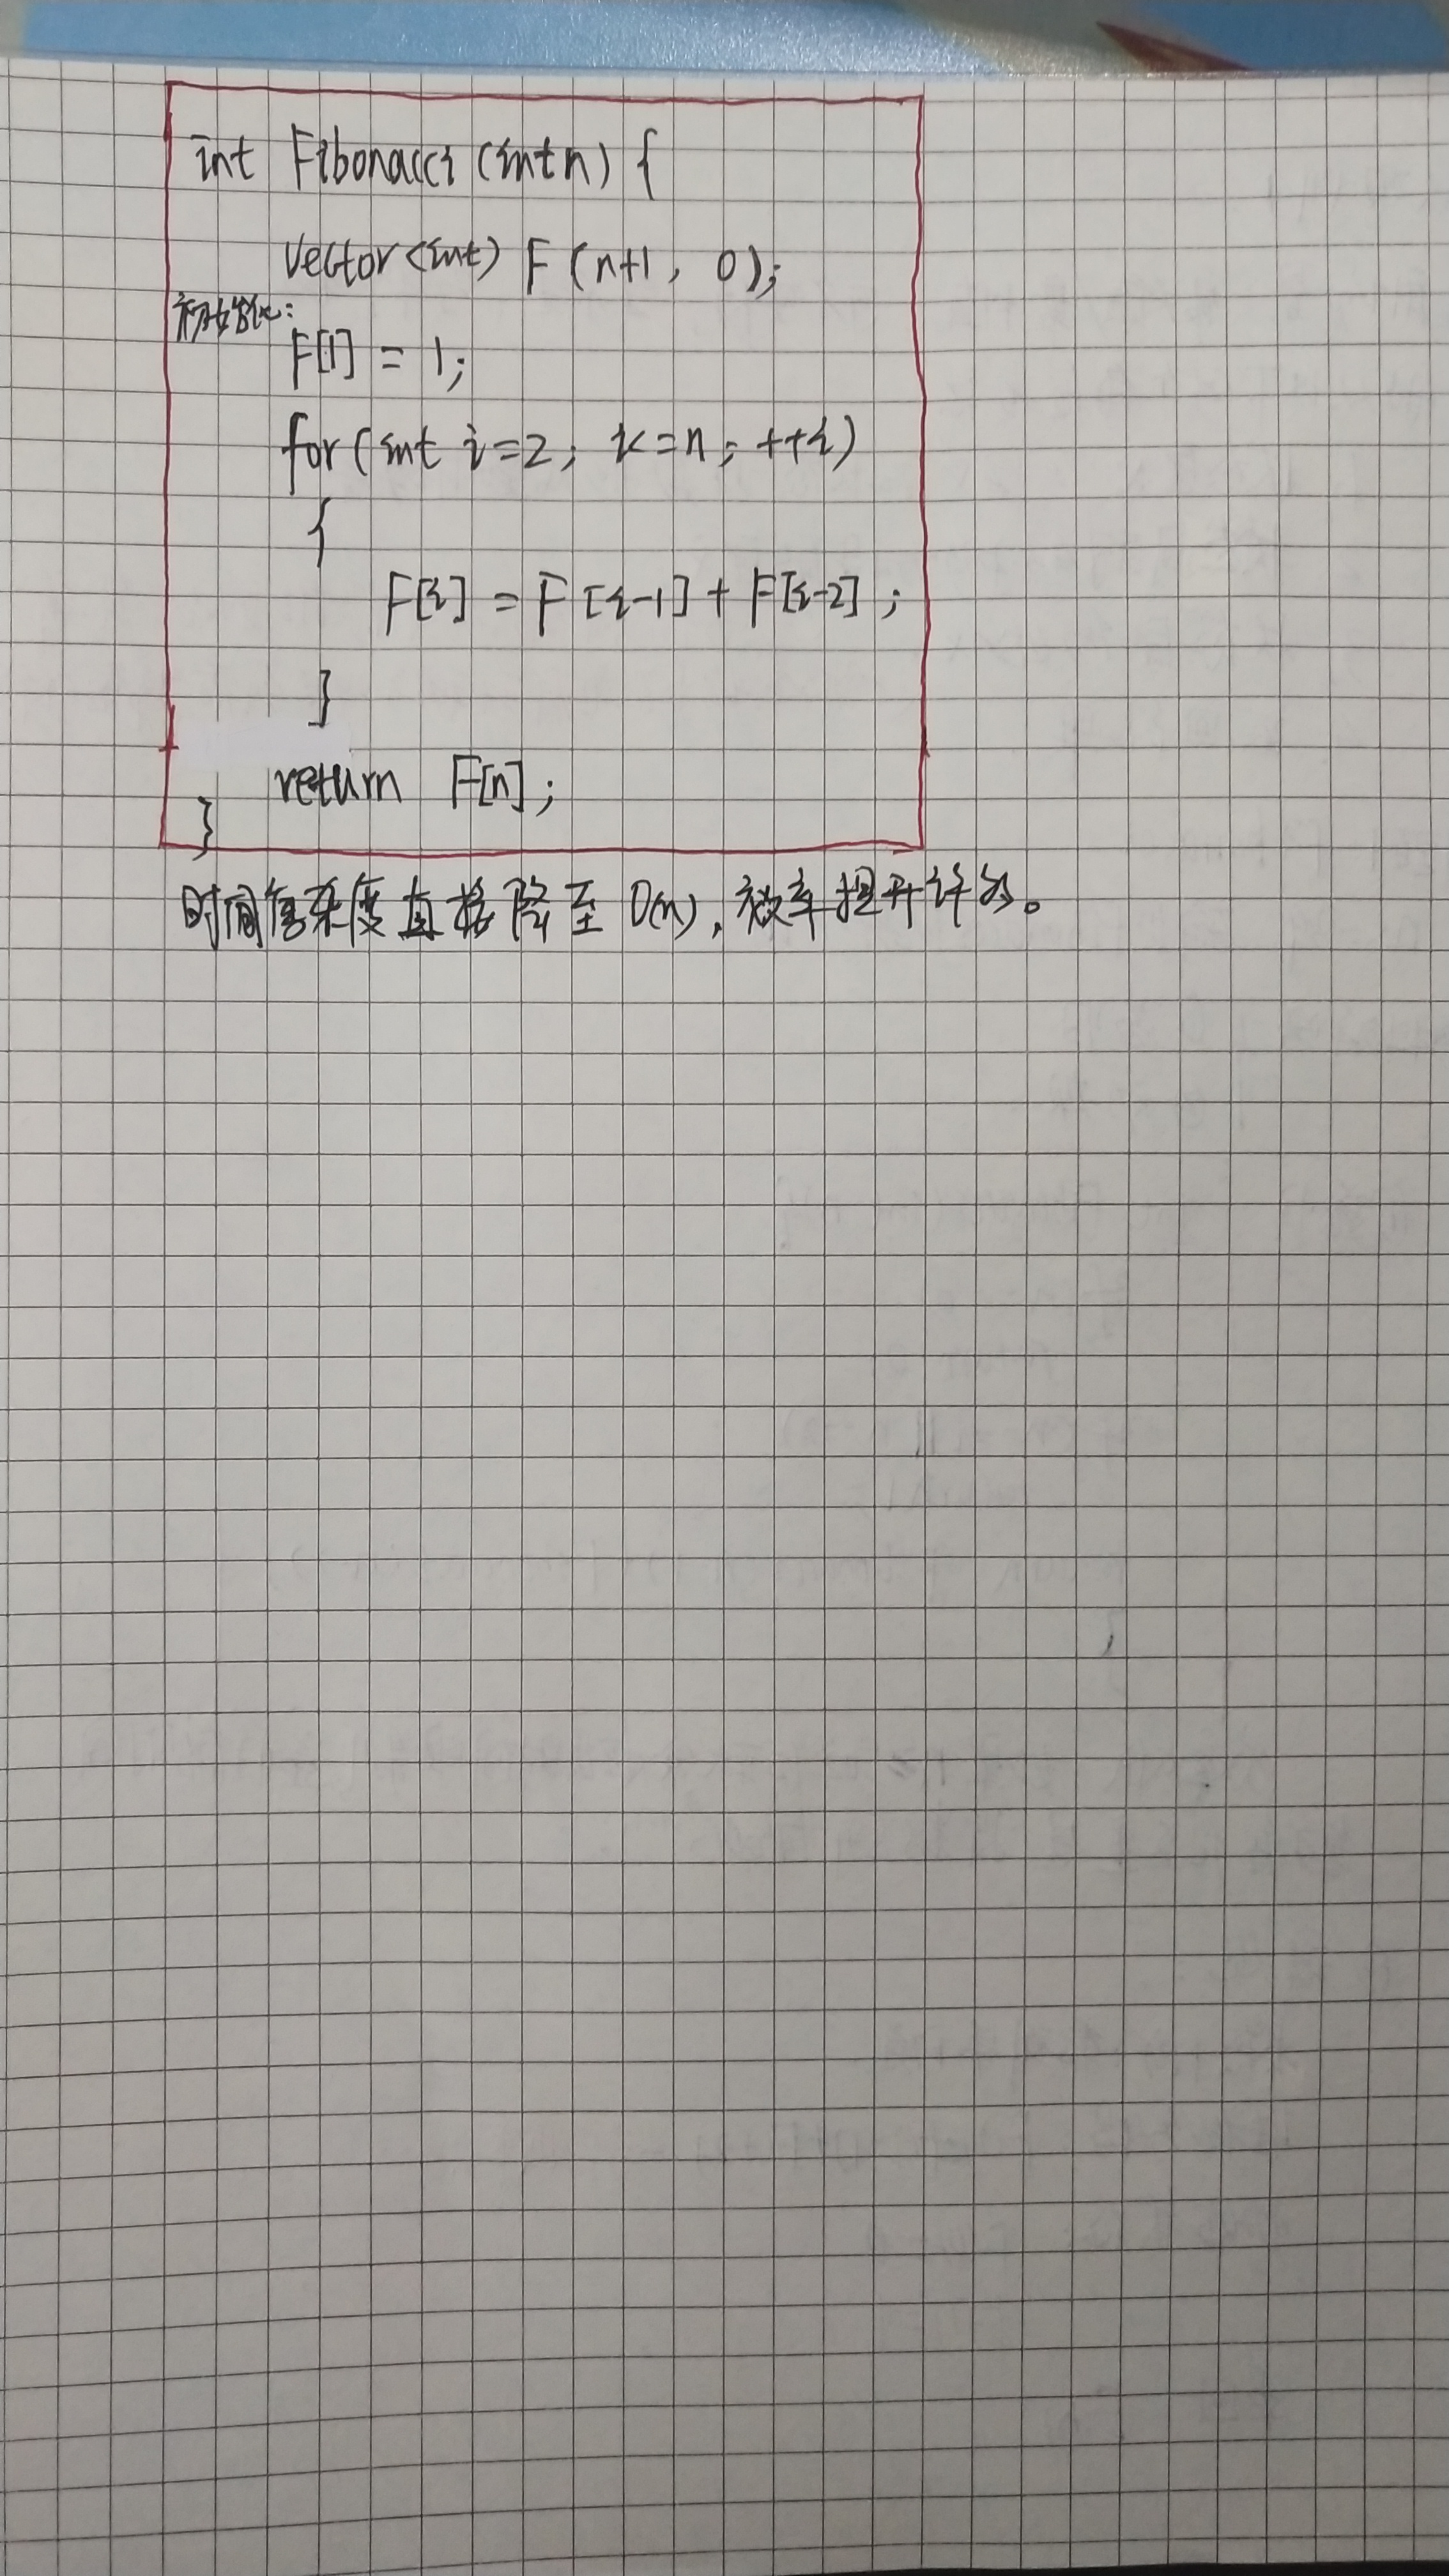 int Fibonacci (int n) {
vector<int> F (n+1, 0);
初始化:
F[1] = 1;
for(int i=2; i<=n; ++i)
{
F[i] = F[i-1] + F[i-2];
}
return F[n];
}
时间复杂度直接降至 O(n), 效率提升许多。